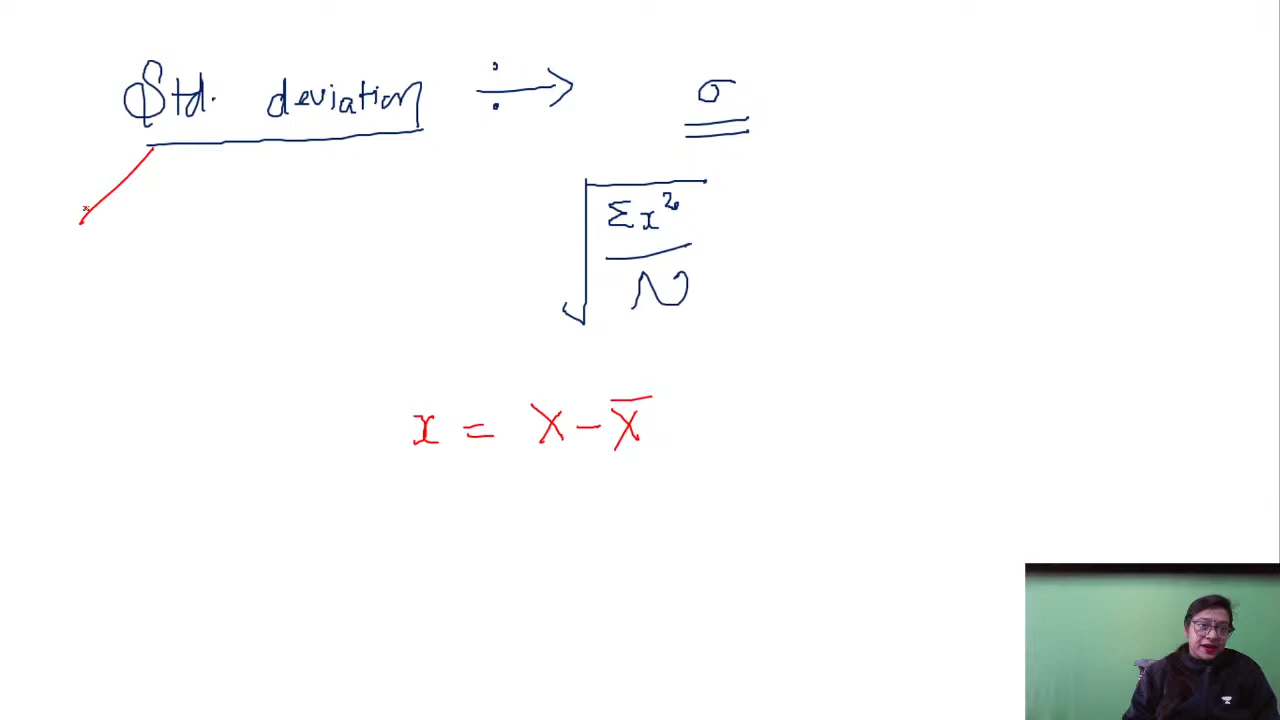 Std. deviation ÷→ σ
√(Σx²/N)
x = X − X̄